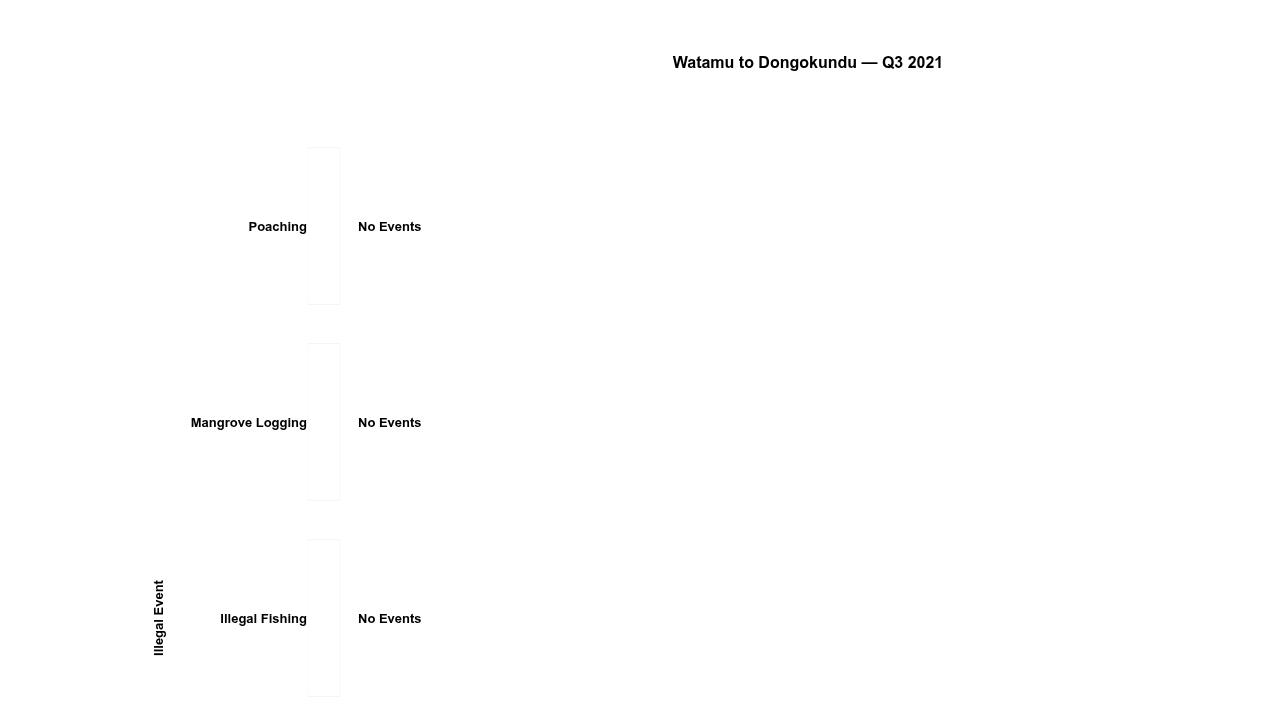 Watamu to Dongokundu — Q3 2021
Poaching
No Events
Mangrove Logging
No Events
Illegal Event
Illegal Fishing
No Events